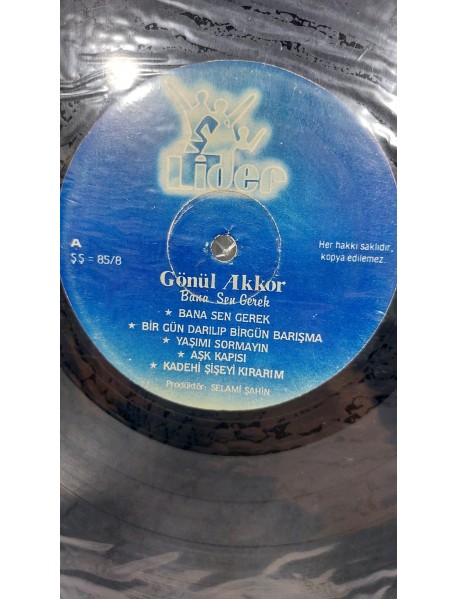 Lider
A
ŞŞ = 85/8
Her hakkı saklıdır,
kopya edilemez.
Gönül Akkor
Bana Sen Gerek
★ BANA SEN GEREK
★ BİR GÜN DARILIP BİRGÜN BARIŞMA
★ YAŞIMI SORMAYIN
★ AŞK KAPISI
★ KADEHİ ŞİŞEYİ KIRARIM
Prodüktör: SELAMİ ŞAHİN